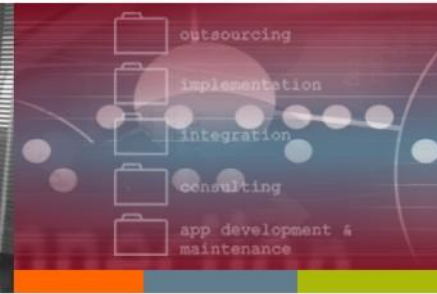 outsourcing
implementation
integration
consulting
app development &
maintenance